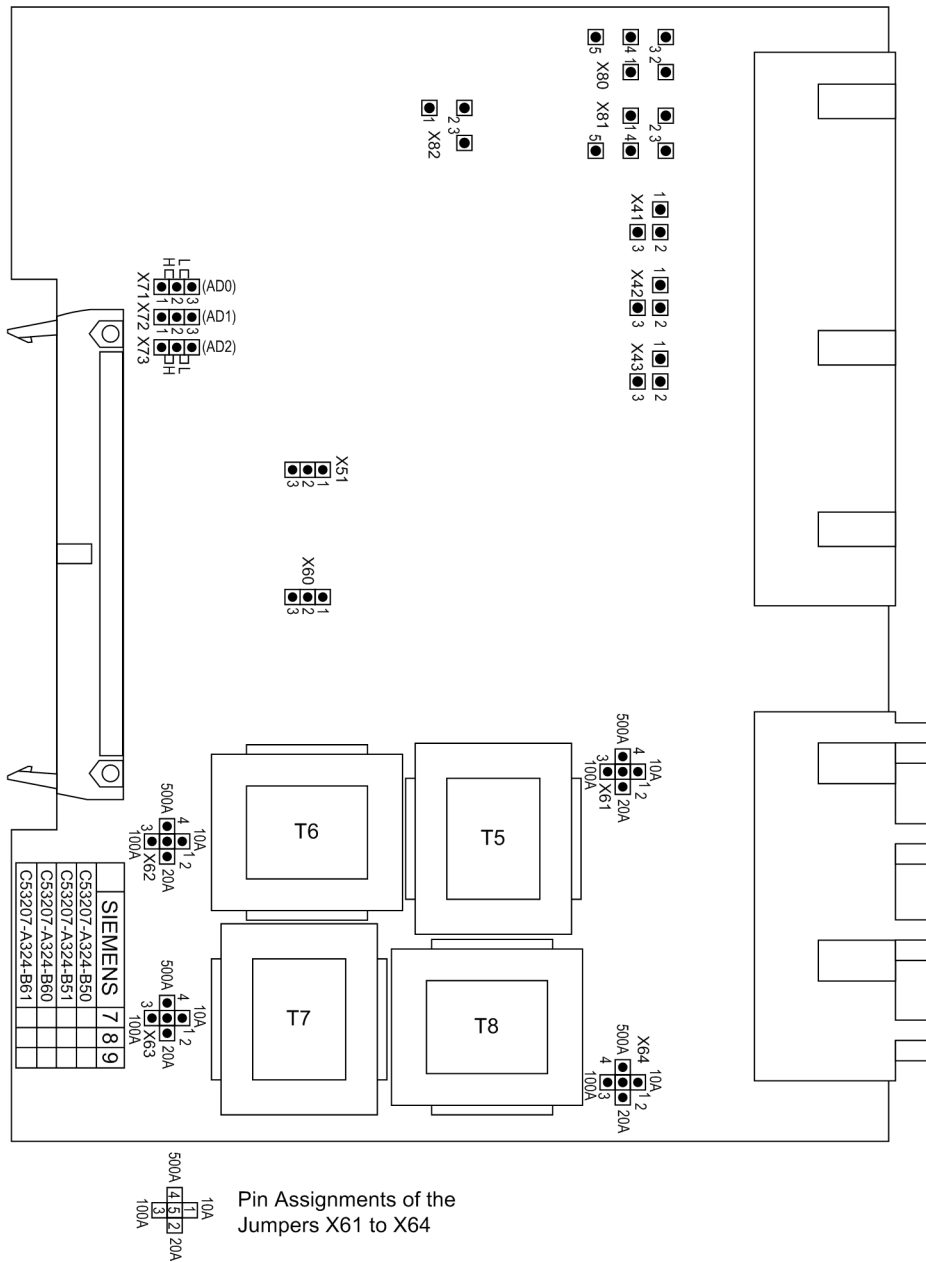 5
4
3
1
2
X80
X81
1
2
4
3
5
1
2
3
X82
X41
1
2
3
X42
1
2
3
X43
1
2
3
H
L
X71
1
2
3
(AD0)
X72
1
2
3
(AD1)
X73
(AD2)
H
L
X51
3
2
1
X60
3
2
1
500A
4
10A
3
1
2
100A
X61
20A
T6
T5
500A
4
10A
3
1
2
100A
X62
20A
SIEMENS
7
8
9
C53207-A324-B50
C53207-A324-B51
C53207-A324-B60
C53207-A324-B61
500A
4
10A
3
1
2
100A
X63
20A
T7
T8
X64
500A
4
10A
1
2
3
100A
20A
500A
4
10A
3
5
1
100A
2
20A
Pin Assignments of the
Jumpers X61 to X64